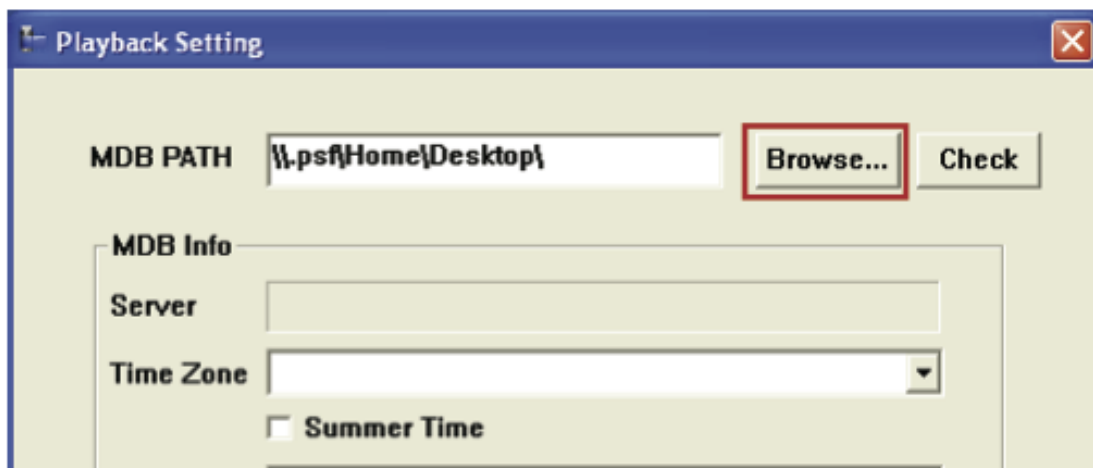 Playback Setting
MDB PATH \\.psf\Home\Desktop\ Browse... Check
MDB Info
Server
Time Zone
Summer Time